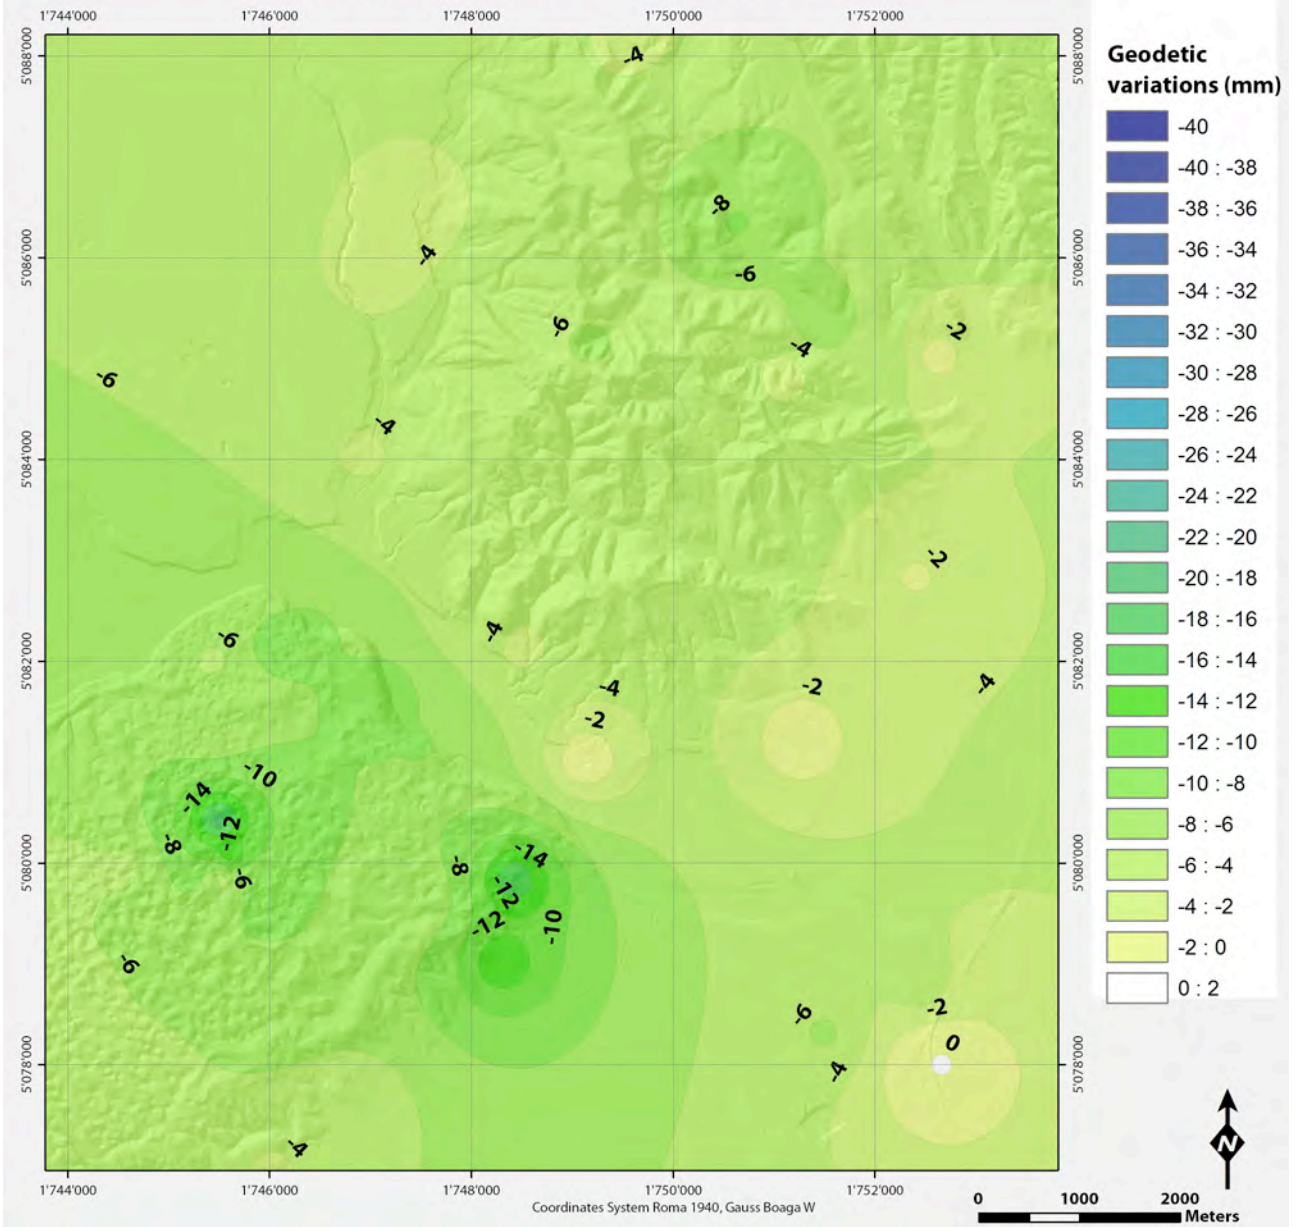 1'744'000 1'746'000 1'748'000 1'750'000 1'752'000
5'088'000 5'088'000
-4
Geodetic
variations (mm)
-40
-40 : -38
-38 : -36
-36 : -34
-34 : -32
-32 : -30
-30 : -28
-28 : -26
-26 : -24
-24 : -22
-22 : -20
-20 : -18
-18 : -16
-16 : -14
-14 : -12
-12 : -10
-10 : -8
-8 : -6
-6 : -4
-4 : -2
-2 : 0
0 : 2
-8
-4
5'086'000 5'086'000
-6
-6
-2
-4
-6
-4
5'084'000 5'084'000
-2
-4
-6
5'082'000 5'082'000
-4
-2
-4
-2
-10
-14
-12
-8
-14
-8
5'080'000 5'080'000
-6
-12
-12
-10
-6
-6
-2
0
-4
5'078'000 5'078'000
-4
N
1'744'000 1'746'000 1'748'000 1'750'000 1'752'000
0 1000 2000
Meters
Coordinates System Roma 1940, Gauss Boaga W